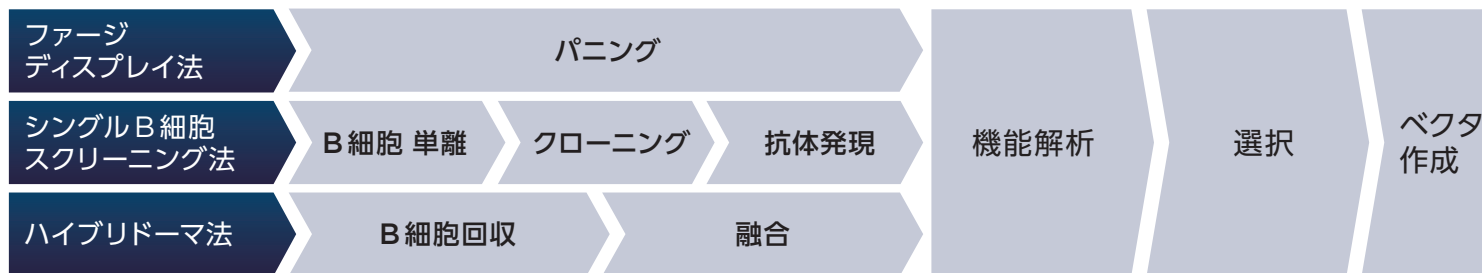 ファージ
ディスプレイ法
パニング
シングルB細胞
スクリーニング法
B細胞 単離
クローニング
抗体発現
ハイブリドーマ法
B細胞回収
融合
機能解析
選択
ベクタ
作成